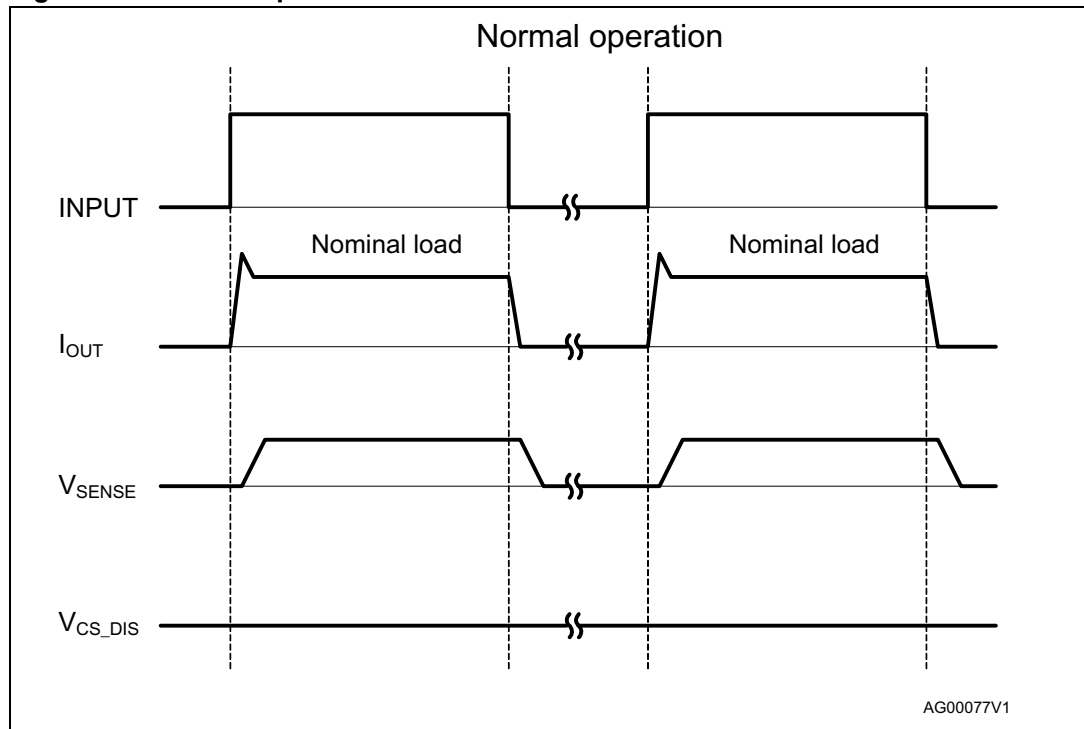 Normal operation
INPUT
Nominal load Nominal load
I_OUT
V_SENSE
V_CS_DIS
AG00077V1